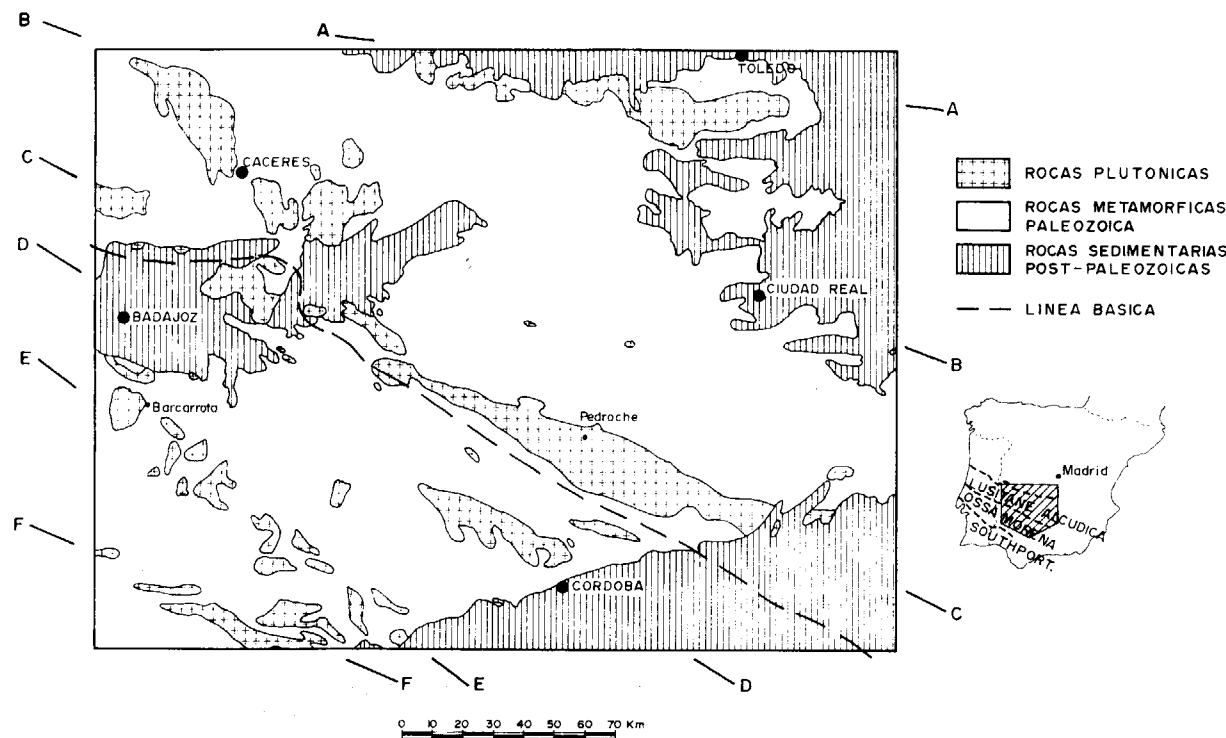 B
A
TOLEDO
A
C
CACERES
ROCAS PLUTONICAS
ROCAS METAMORFICAS
PALEOZOICA
D
ROCAS SEDIMENTARIAS
POST-PALEOZOICAS
CIUDAD REAL
LINEA BASICA
BADAJOZ
B
E
Barcarrota
Pedroche
Madrid
LUSITANE ALCUDICA
OSSA MORENA
SOUTHPORT.
F
CORDOBA
C
F
E
D
0 10 20 30 40 50 60 70 Km